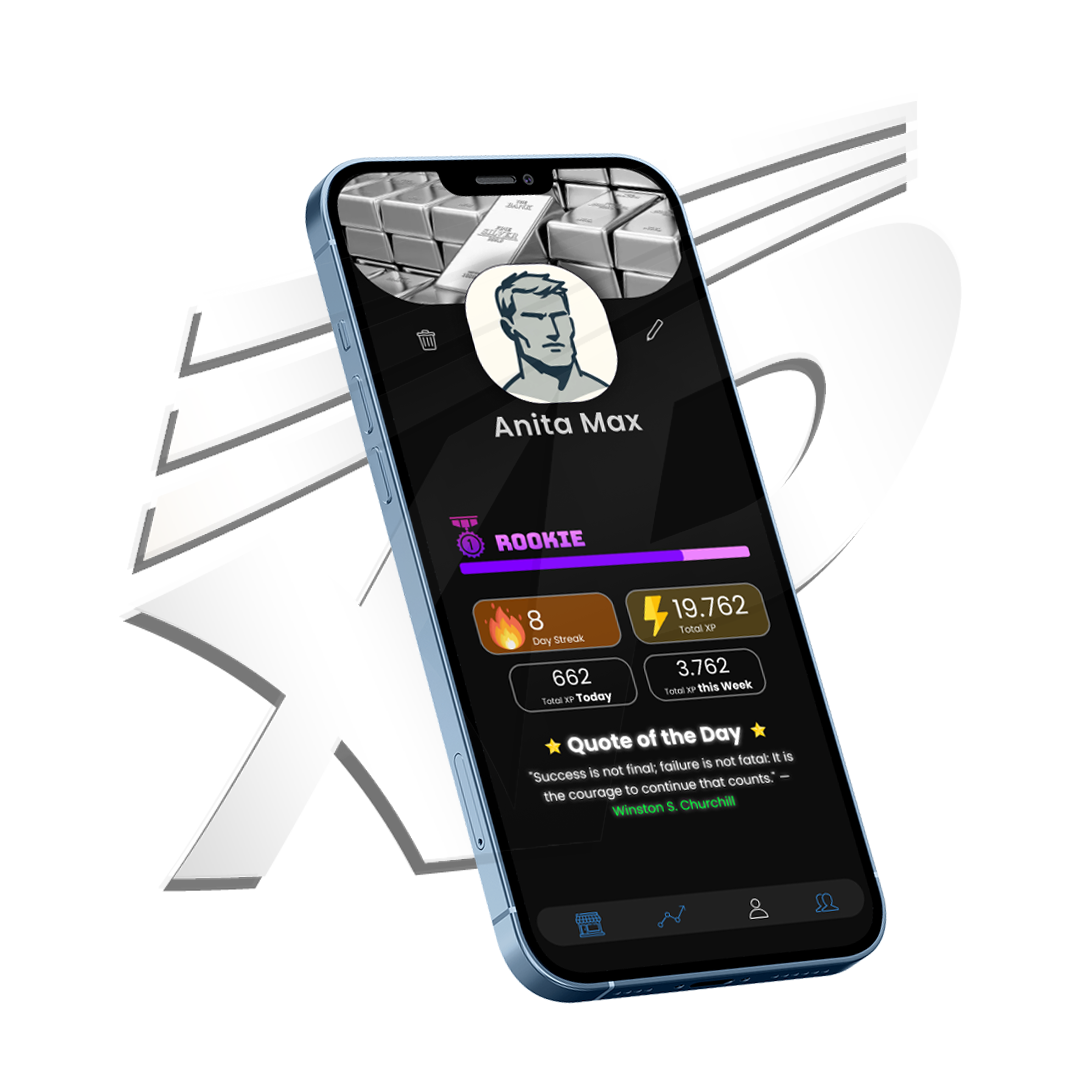 Anita Max
1
ROOKIE
8
Day Streak
19.762
Total XP
662
Total XP Today
3.762
Total XP this Week
Quote of the Day
"Success is not final; failure is not fatal: It is
the courage to continue that counts." —
Winston S. Churchill
XP